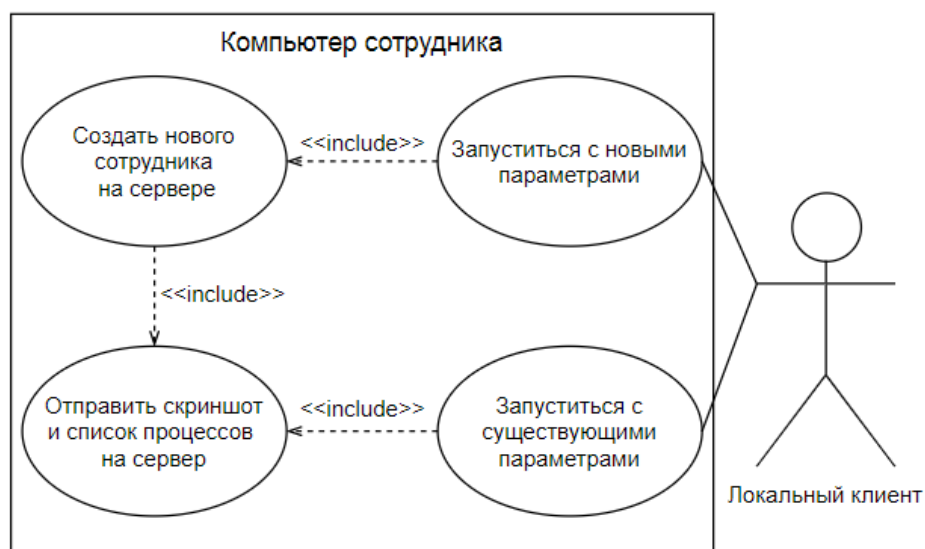 Компьютер сотрудника
Создать нового
сотрудника
на сервере
<<include>>
Запуститься с новыми
параметрами
<<include>>
Отправить скриншот
и список процессов
на сервер
<<include>>
Запуститься с
существующими
параметрами
Локальный клиент